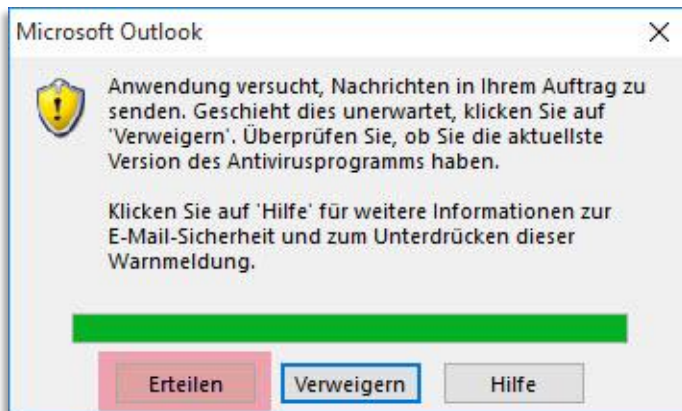 Microsoft Outlook
Anwendung versucht, Nachrichten in Ihrem Auftrag zu
senden. Geschieht dies unerwartet, klicken Sie auf
'Verweigern'. Überprüfen Sie, ob Sie die aktuellste
Version des Antivirusprogramms haben.
Klicken Sie auf 'Hilfe' für weitere Informationen zur
E-Mail-Sicherheit und zum Unterdrücken dieser
Warnmeldung.
Erteilen Verweigern Hilfe